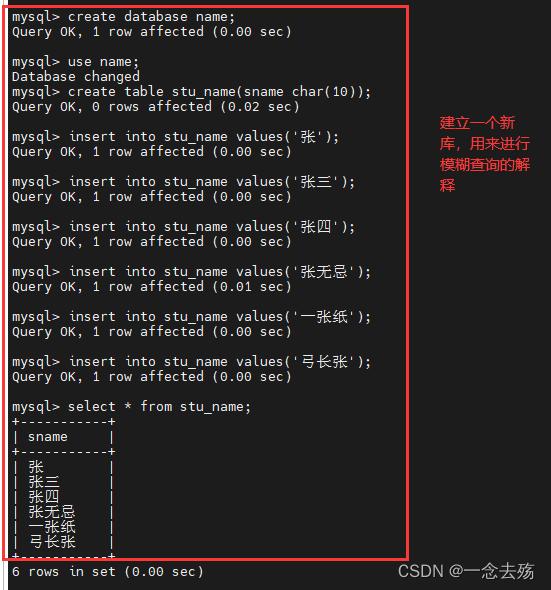 mysql> create database name;
Query OK, 1 row affected (0.00 sec)
mysql> use name;
Database changed
mysql> create table stu_name(sname char(10));
Query OK, 0 rows affected (0.02 sec)
mysql> insert into stu_name values('张');
Query OK, 1 row affected (0.00 sec)
mysql> insert into stu_name values('张三');
Query OK, 1 row affected (0.00 sec)
mysql> insert into stu_name values('张四');
Query OK, 1 row affected (0.00 sec)
mysql> insert into stu_name values('张无忌');
Query OK, 1 row affected (0.01 sec)
mysql> insert into stu_name values('一张纸');
Query OK, 1 row affected (0.00 sec)
mysql> insert into stu_name values('弓长张');
Query OK, 1 row affected (0.00 sec)
mysql> select * from stu_name;
+-----------+
| sname     |
+-----------+
| 张        |
| 张三      |
| 张四      |
| 张无忌    |
| 一张纸    |
| 弓长张    |
+-----------+
6 rows in set (0.00 sec)
建立一个新
库，用来进行
模糊查询的解
释
CSDN @一念去殇